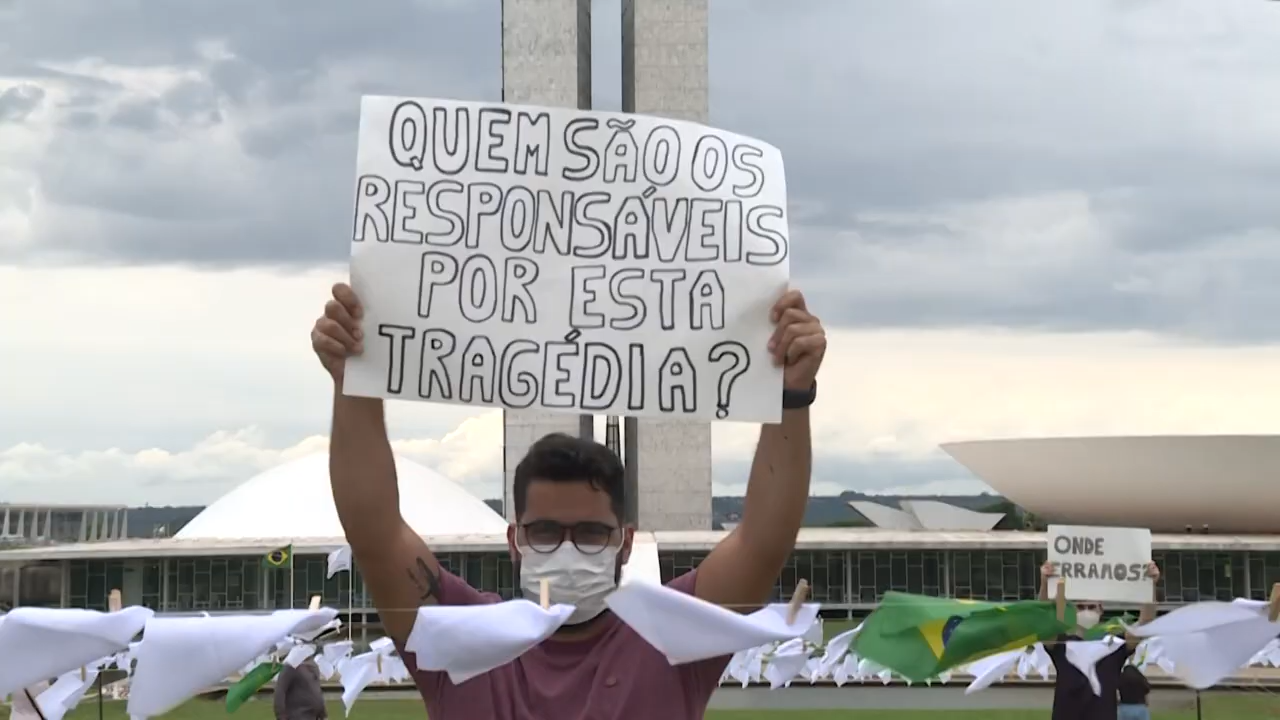 QUEM SÃO OS
RESPONSÁVEIS
POR ESTA
TRAGÉDIA?
ONDE
ERRAMOS?